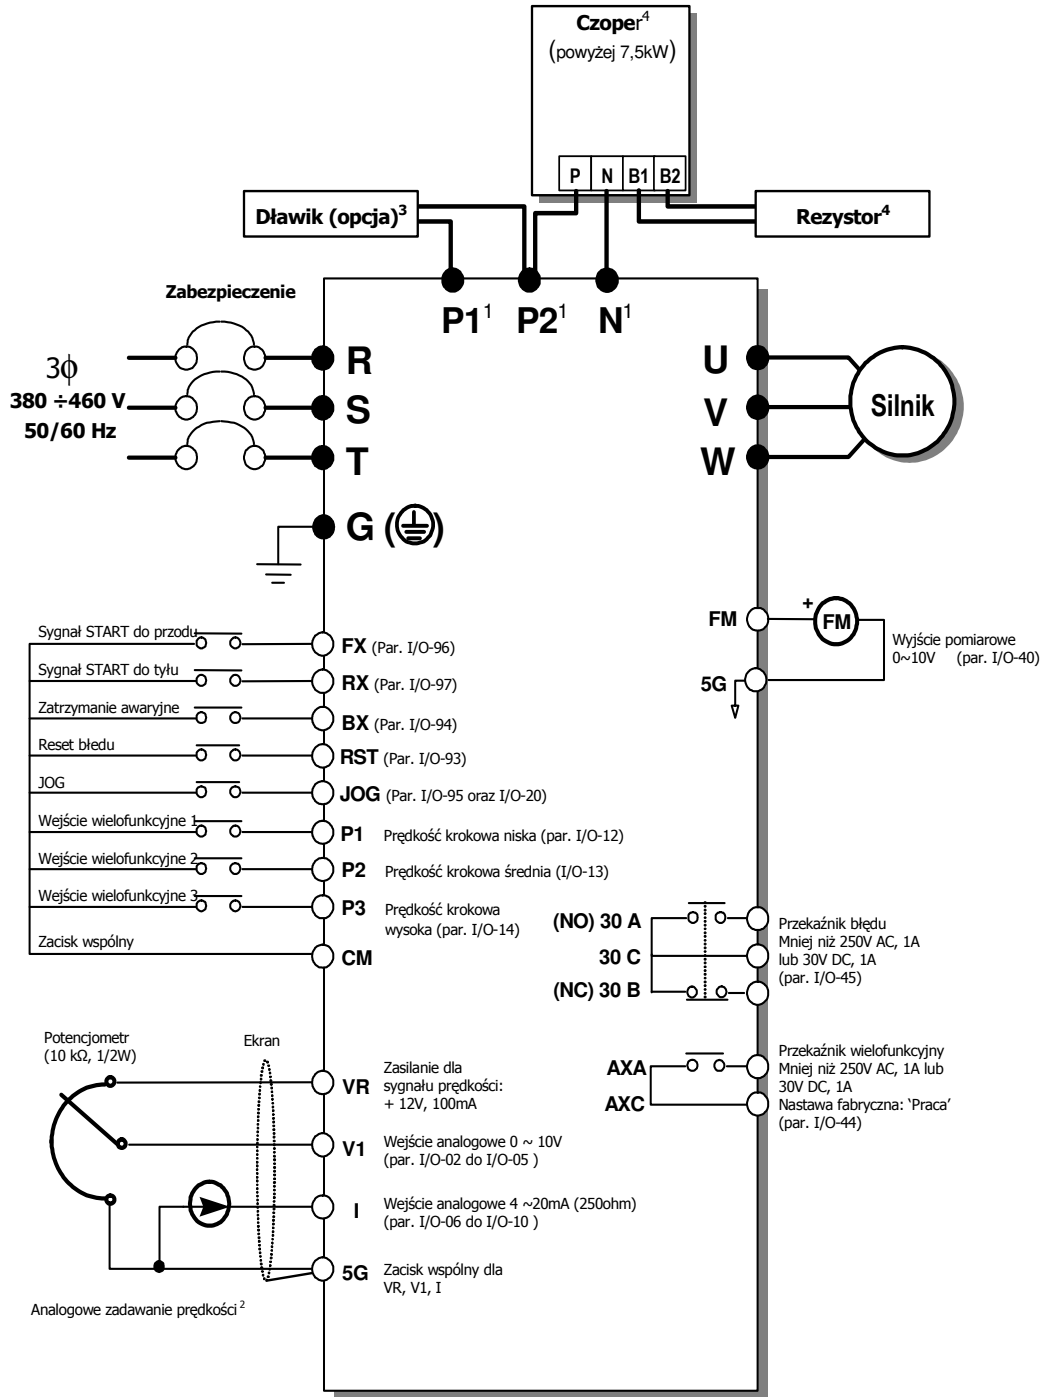 Czoper⁴
(powyżej 7,5kW)
P N B1 B2
Dławik (opcja)³
Rezystor⁴
Zabezpieczenie
P1¹ P2¹ N¹
3ϕ
380 ÷460 V
50/60 Hz
R
S
T
G
U
V
W
Silnik
Sygnał START do przodu
FX (Par. I/O-96)
Sygnał START do tyłu
RX (Par. I/O-97)
Zatrzymanie awaryjne
BX (Par. I/O-94)
Reset błedu
RST (Par. I/O-93)
JOG
JOG (Par. I/O-95 oraz I/O-20)
Wejście wielofunkcyjne 1
P1 Prędkość krokowa niska (par. I/O-12)
Wejście wielofunkcyjne 2
P2 Prędkość krokowa średnia (I/O-13)
Wejście wielofunkcyjne 3
P3 Prędkość krokowa
wysoka (par. I/O-14)
Zacisk wspólny
CM
FM
+
FM
5G
Wyjście pomiarowe
0~10V (par. I/O-40)
(NO) 30 A
30 C
(NC) 30 B
Przekaźnik błędu
Mniej niż 250V AC, 1A
lub 30V DC, 1A
(par. I/O-45)
AXA
AXC
Przekaźnik wielofunkcyjny
Mniej niż 250V AC, 1A lub
30V DC, 1A
Nastawa fabryczna: ‘Praca’
(par. I/O-44)
Potencjometr
(10 kΩ, 1/2W)
Ekran
VR
Zasilanie dla
sygnału prędkości:
+ 12V, 100mA
V1
Wejście analogowe 0 ~ 10V
(par. I/O-02 do I/O-05 )
I
Wejście analogowe 4 ~20mA (250ohm)
(par. I/O-06 do I/O-10 )
5G
Zacisk wspólny dla
VR, V1, I
Analogowe zadawanie prędkości ²